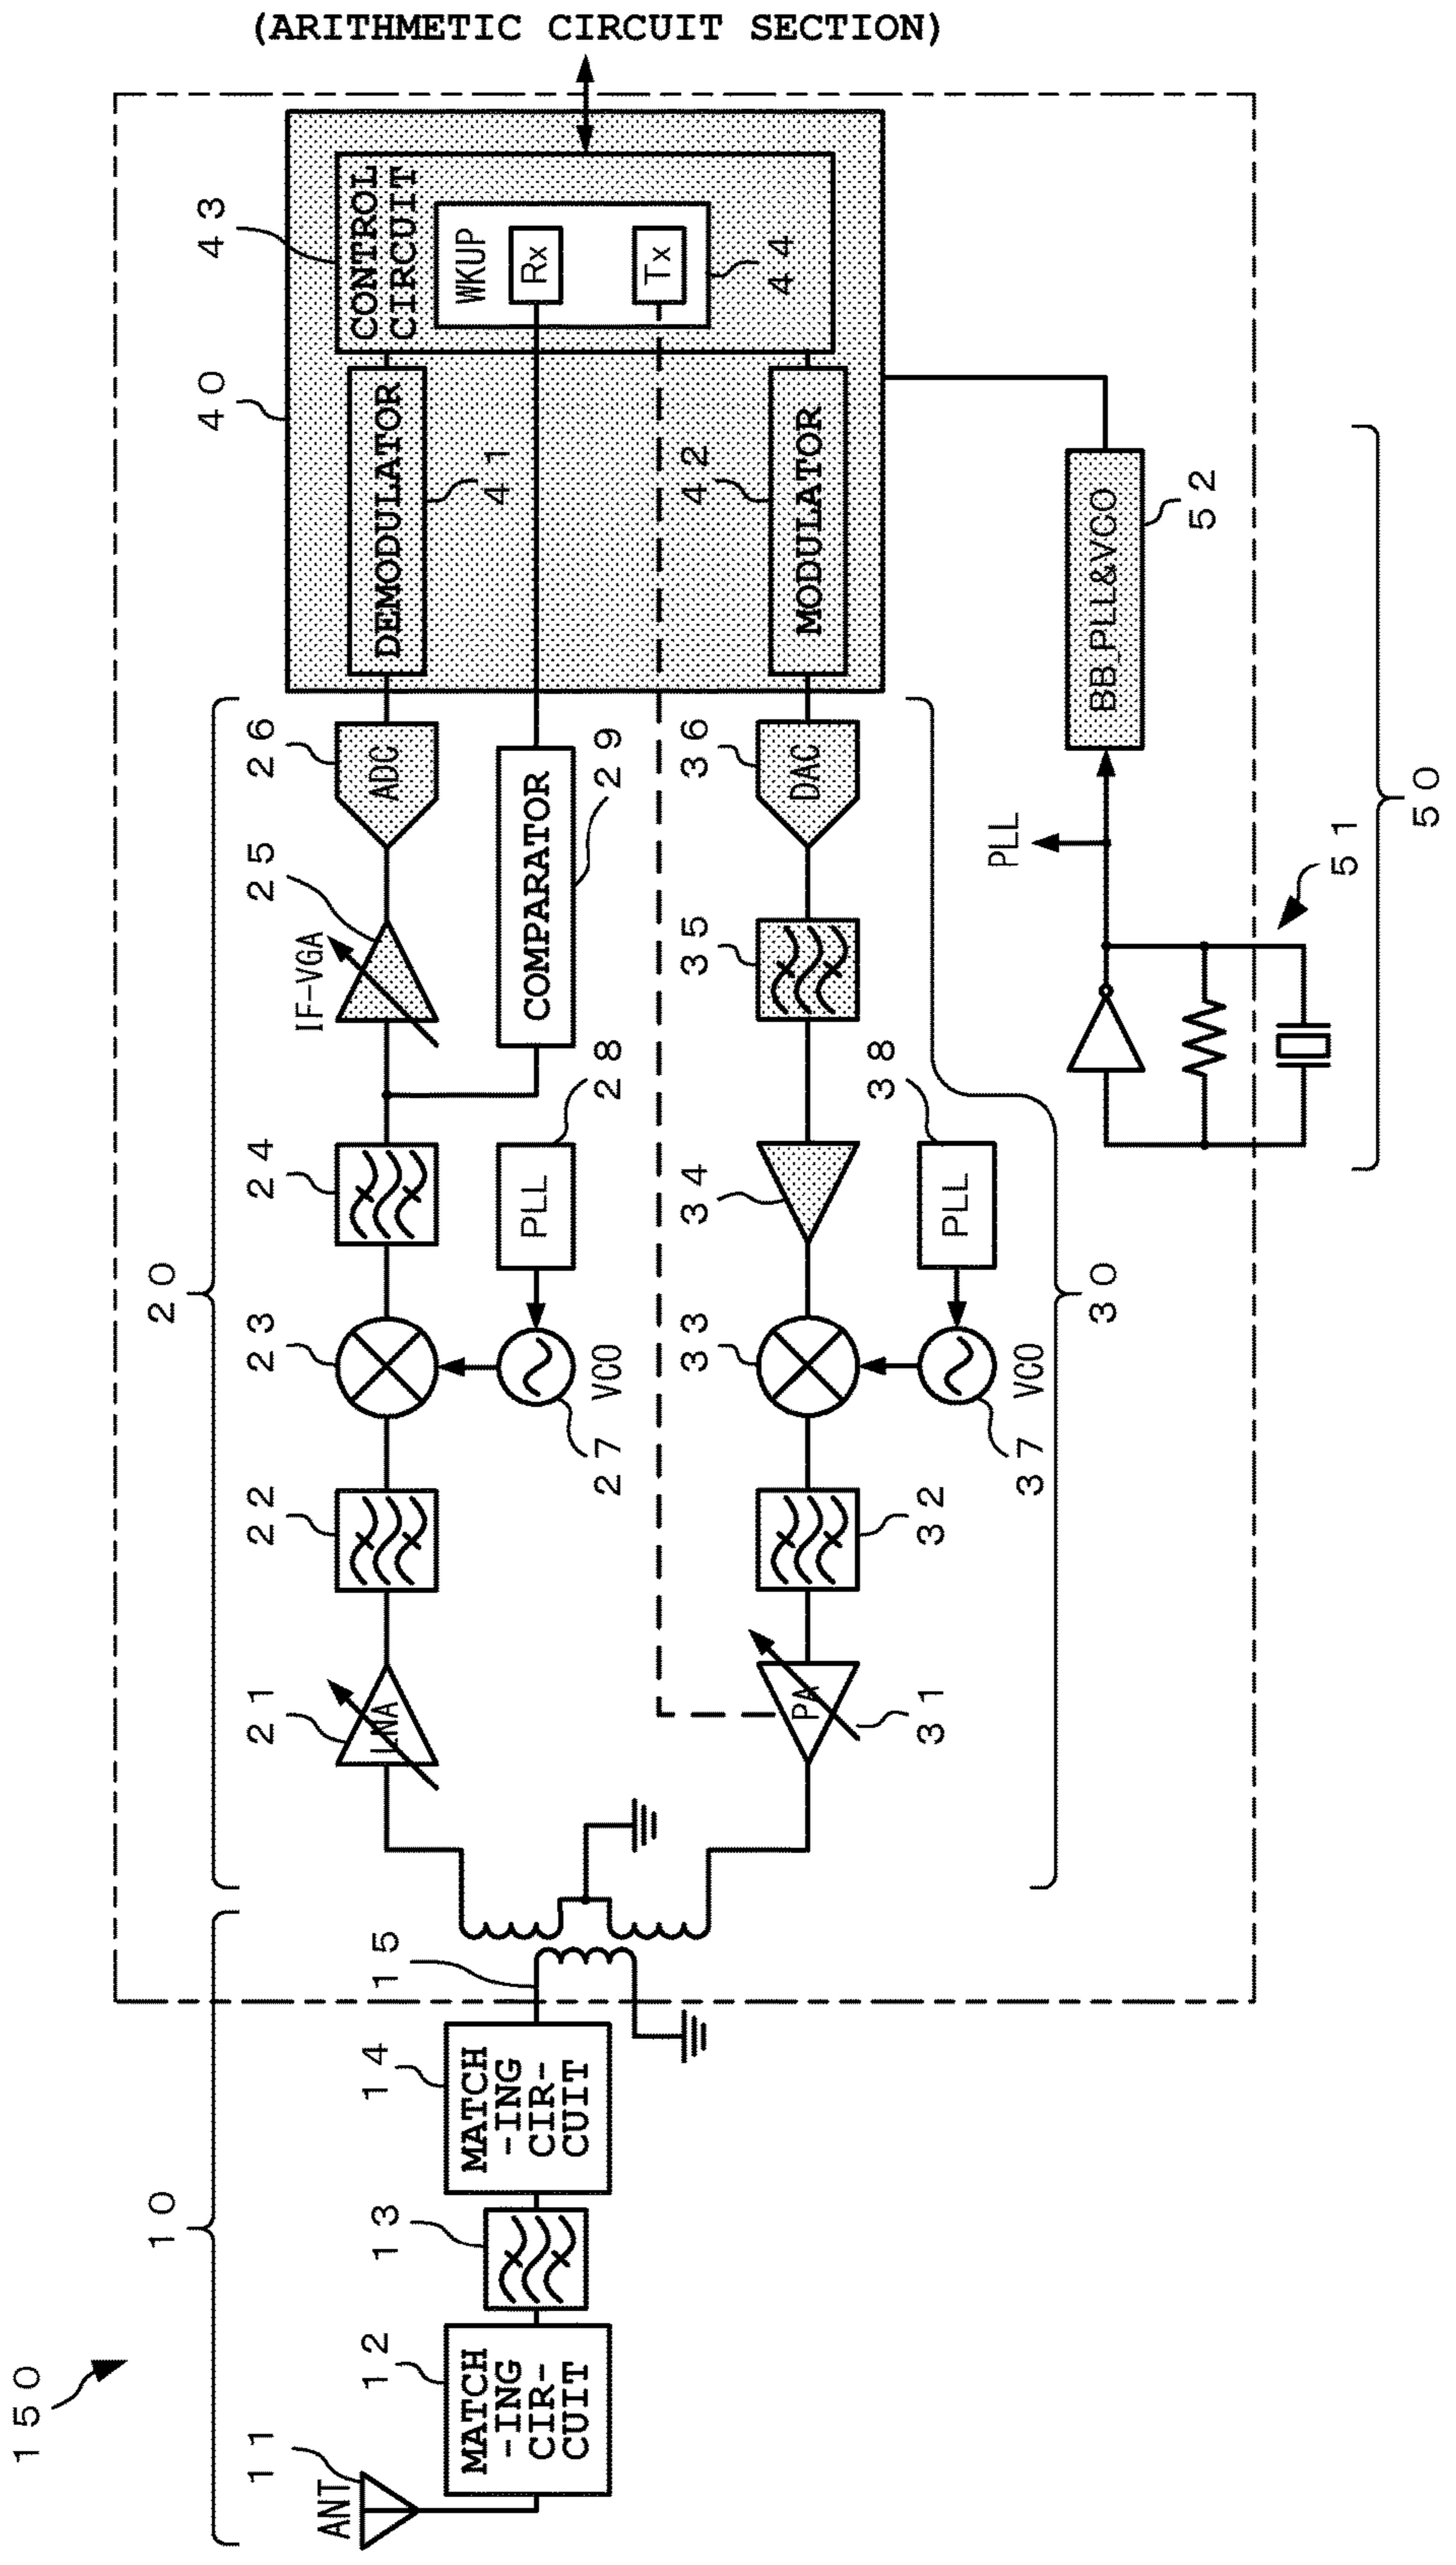 150
10
ANT
11
12
MATCH
-ING
CIR-
CUIT
13
14
MATCH
-ING
CIR-
CUIT
15
20
21
LNA
22
23
24
IF-VGA
25
26
ADC
27
VCO
28
PLL
29
COMPARATOR
30
31
PA
32
33
34
35
36
DAC
37
VCO
38
PLL
40
41
DEMODULATOR
42
MODULATOR
43
CONTROL
CIRCUIT
WKUP
Rx
Tx
44
(ARITHMETIC CIRCUIT SECTION)
50
51
PLL
52
BB_PLL&VCO